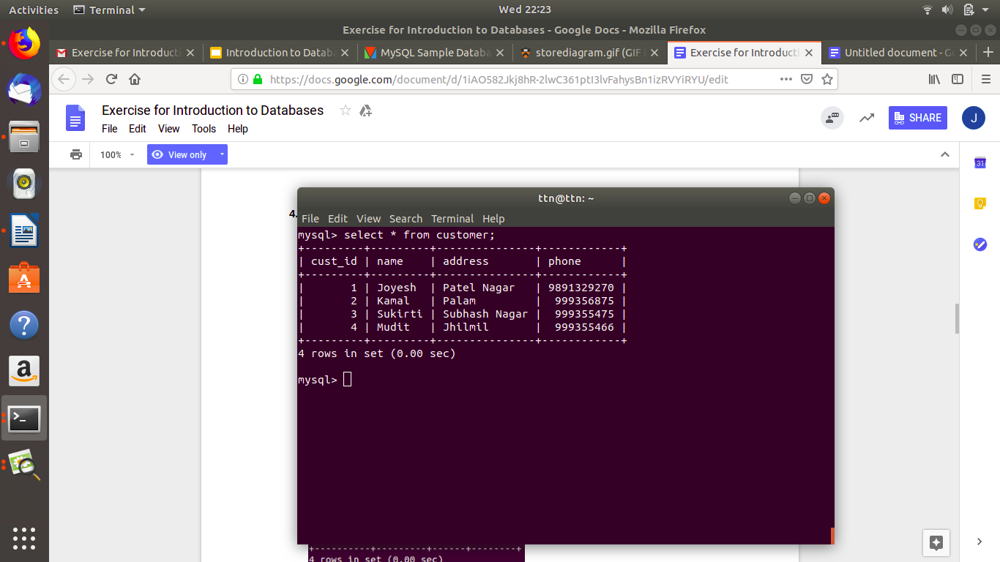 Activities Terminal Wed 22:23
Exercise for Introduction to Databases - Google Docs - Mozilla Firefox
Exercise for Introducti Introduction to Datab MySQL Sample Databa storediagram.gif (GIF Exercise for Introducti Untitled document - G
https://docs.google.com/document/d/1iAO582Jkj8hR-2lwC361ptI3lvFahysBn1izRVYiRYU/edit
Exercise for Introduction to Databases
File Edit View Tools Help
SHARE
J
100% View only
31
4.
ttn@ttn: ~
File Edit View Search Terminal Help
mysql> select * from customer;
+---------+---------+---------------+------------+
| cust_id | name    | address       | phone      |
+---------+---------+---------------+------------+
|       1 | Joyesh  | Patel Nagar   | 9891329270 |
|       2 | Kamal   | Palam         |  999356875 |
|       3 | Sukirti | Subhash Nagar |  999355475 |
|       4 | Mudit   | Jhilmil       |  999355466 |
+---------+---------+---------------+------------+
4 rows in set (0.00 sec)
mysql>
+----------+---------+------+--------+
4 rows in set (0.00 sec)